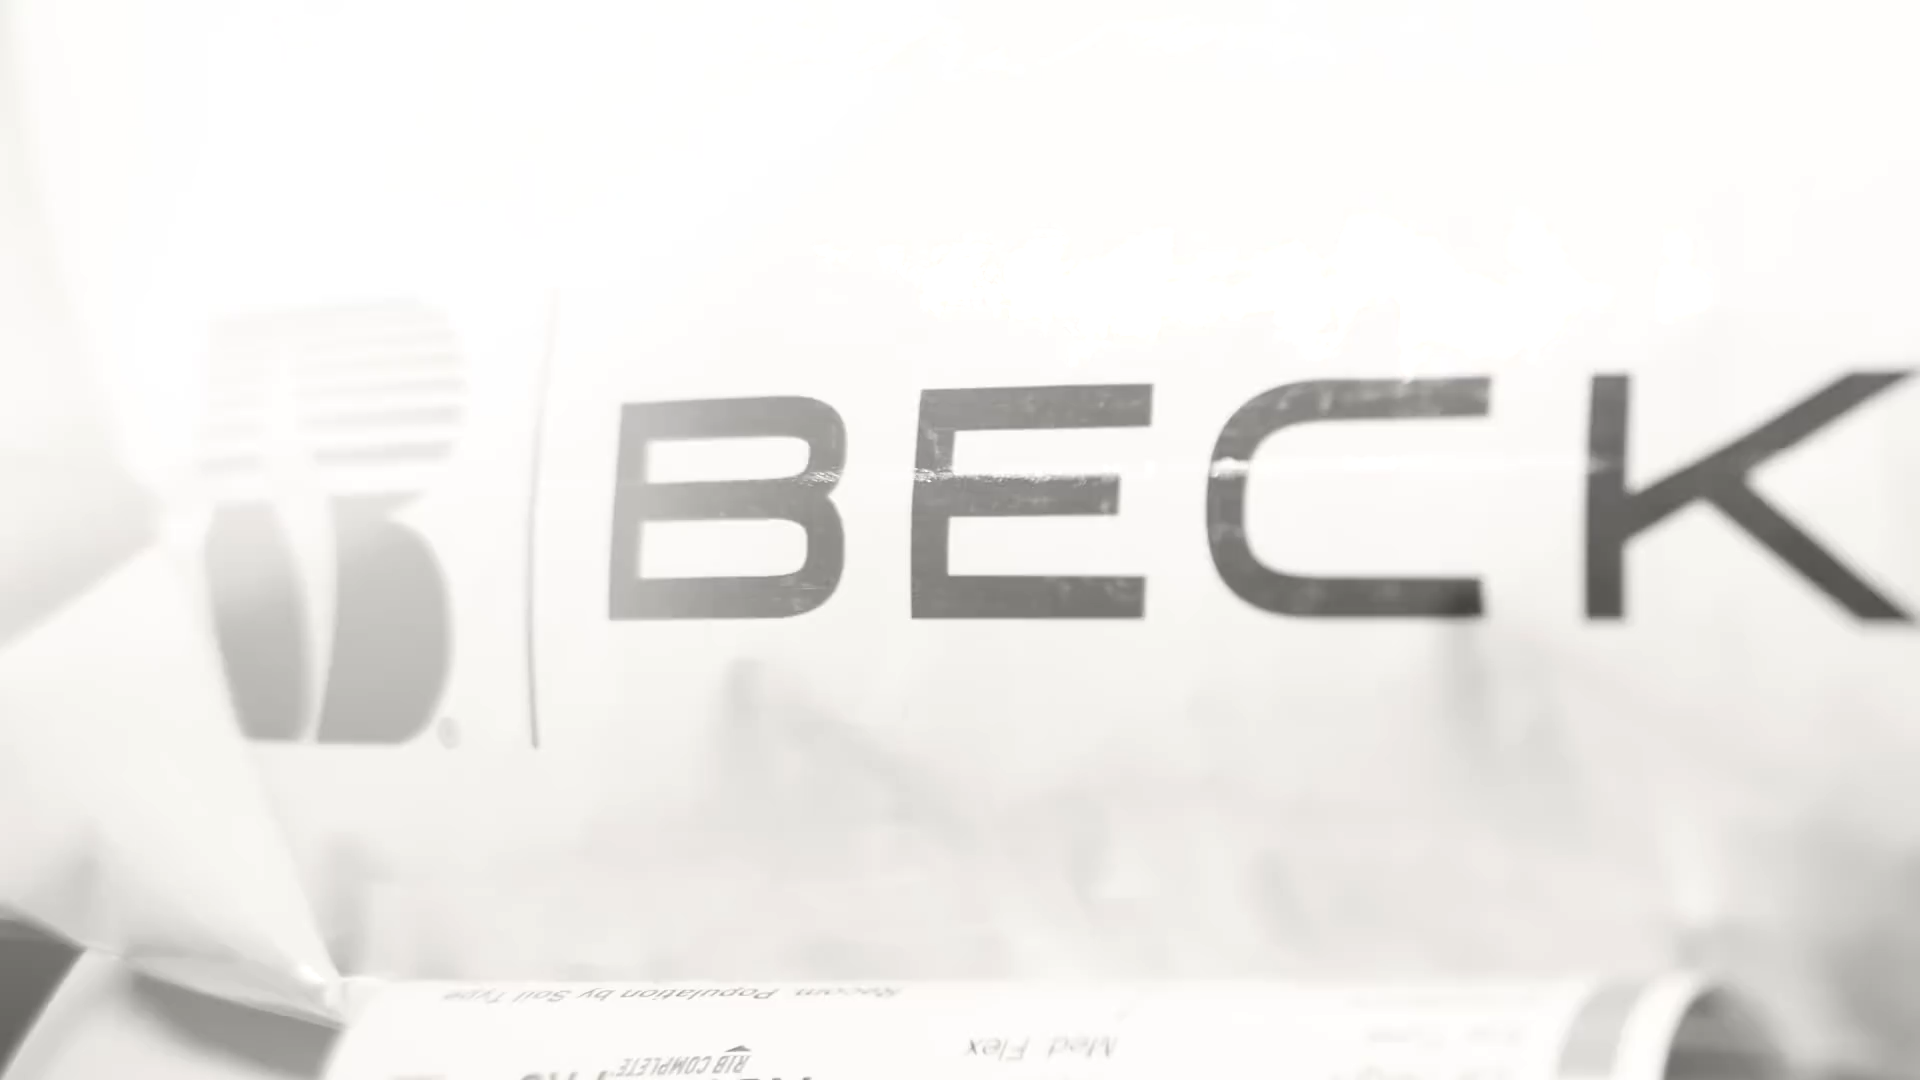 BECK
®
Recom. Population by Soil Type
Med Flex
RIB COMPLETE